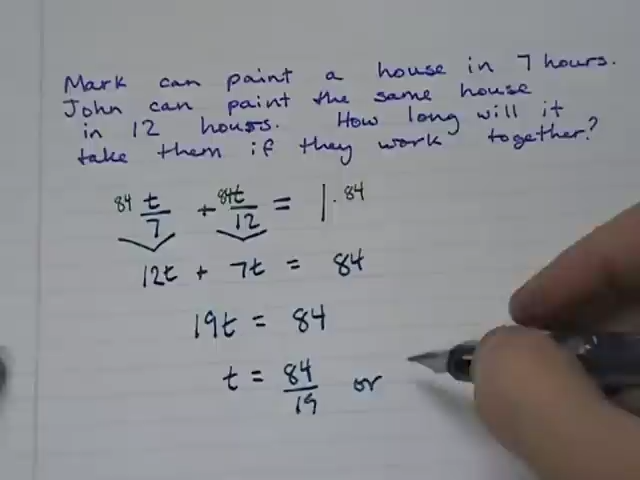 Mark can paint a house in 7 hours.
John can paint the same house
in 12 hours. How long will it
take them if they work together?
84 t/7 + 84t/12 = 1·84
12t + 7t = 84
19t = 84
t = 84/19 or